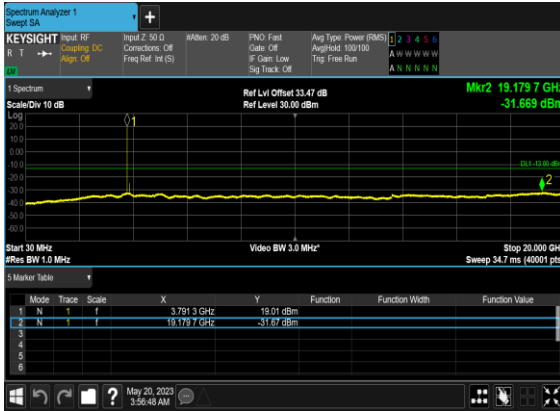 Spectrum Analyzer 1
Swept SA
+
KEYSIGHT
R T
LXI
Input: RF
Coupling: DC
Align: Off
Input Z: 50 Ω
Corrections: Off
Freq Ref: Int (S)
#Atten: 20 dB
PNO: Fast
Gate: Off
IF Gain: Low
Sig Track: Off
Avg Type: Power (RMS)
Avg|Hold: 100/100
Trig: Free Run
1 2 3 4 5 6
A W W W W W
A N N N N N
1 Spectrum
Scale/Div 10 dB
Ref Lvl Offset 33.47 dB
Ref Level 30.00 dBm
Mkr2 19.179 7 GHz
-31.669 dBm
Log
20.0
10.0
0.00
-10.0
-20.0
-30.0
-40.0
-50.0
-60.0
1
DL1 -13.00 dBm
2
Start 30 MHz
#Res BW 1.0 MHz
Video BW 3.0 MHz*
Stop 20.000 GHz
Sweep 34.7 ms (40001 pts)
5 Marker Table
Mode Trace Scale X Y Function Function Width Function Value
1 N 1 f 3.791 3 GHz 19.01 dBm
2 N 1 f 19.179 7 GHz -31.67 dBm
3
4
5
6
?
May 20, 2023
3:56:48 AM